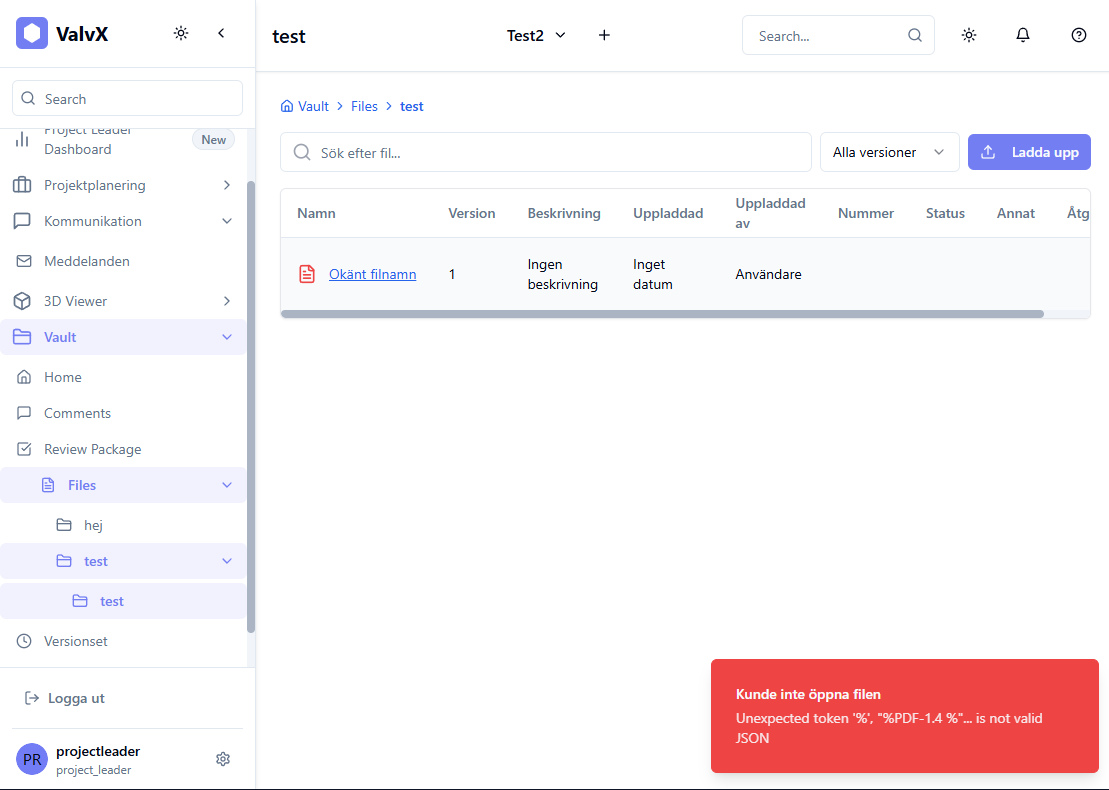 ValvX
Search
Project Leader
Dashboard
New
Projektplanering
Kommunikation
Meddelanden
3D Viewer
Vault
Home
Comments
Review Package
Files
hej
test
test
Versionset
Logga ut
PR
projectleader
project_leader
test
Test2
Search...
Vault
Files
test
Sök efter fil...
Alla versioner
Ladda upp
Namn
Version
Beskrivning
Uppladdad
Uppladdad
av
Nummer
Status
Annat
Åtg
Okänt filnamn
1
Ingen
beskrivning
Inget
datum
Användare
Kunde inte öppna filen
Unexpected token '%', "%PDF-1.4 %"... is not valid
JSON